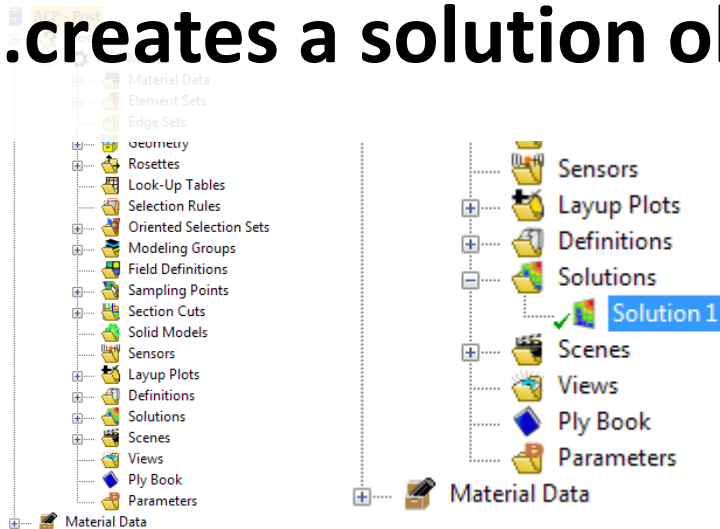 ACP - Post
.creates a solution o
Material Data
Element Sets
Edge Sets
Geometry
Rosettes
Look-Up Tables
Selection Rules
Oriented Selection Sets
Modeling Groups
Field Definitions
Sampling Points
Section Cuts
Solid Models
Sensors
Layup Plots
Definitions
Solutions
Scenes
Views
Ply Book
Parameters
Material Data
Sensors
Layup Plots
Definitions
Solutions
Solution 1
Scenes
Views
Ply Book
Parameters
Material Data